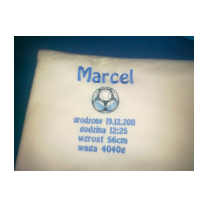 Marcel
urodzony 19.12.2011
godzina 12:25
wzrost 56cm
waga 4040g